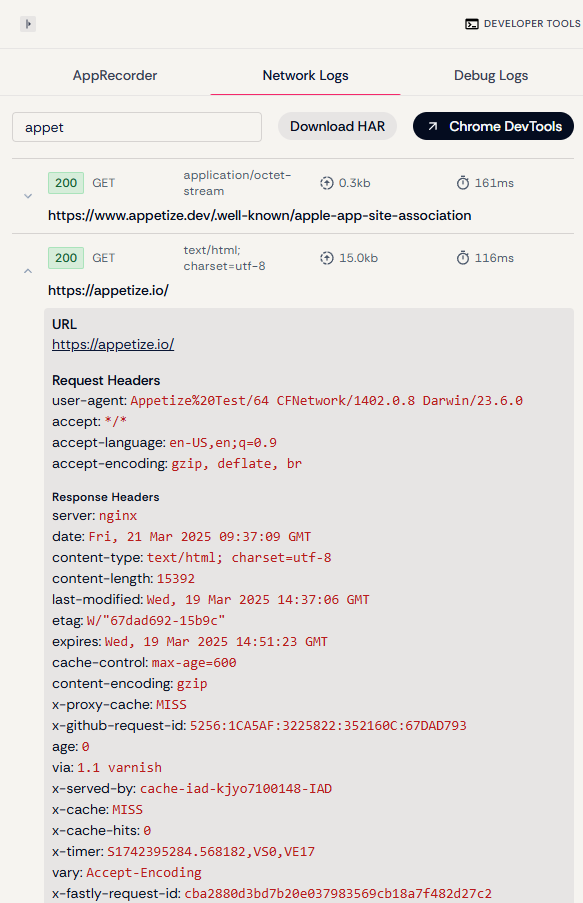 DEVELOPER TOOLS
AppRecorder Network Logs Debug Logs
appet Download HAR Chrome DevTools
200 GET application/octet-stream 0.3kb 161ms
https://www.appetize.dev/.well-known/apple-app-site-association
200 GET text/html; charset=utf-8 15.0kb 116ms
https://appetize.io/
URL
https://appetize.io/
Request Headers
user-agent: Appetize%20Test/64 CFNetwork/1402.0.8 Darwin/23.6.0
accept: */*
accept-language: en-US,en;q=0.9
accept-encoding: gzip, deflate, br
Response Headers
server: nginx
date: Fri, 21 Mar 2025 09:37:09 GMT
content-type: text/html; charset=utf-8
content-length: 15392
last-modified: Wed, 19 Mar 2025 14:37:06 GMT
etag: W/"67dad692-15b9c"
expires: Wed, 19 Mar 2025 14:51:23 GMT
cache-control: max-age=600
content-encoding: gzip
x-proxy-cache: MISS
x-github-request-id: 5256:1CA5AF:3225822:352160C:67DAD793
age: 0
via: 1.1 varnish
x-served-by: cache-iad-kjyo7100148-IAD
x-cache: MISS
x-cache-hits: 0
x-timer: S1742395284.568182,VS0,VE17
vary: Accept-Encoding
x-fastly-request-id: cba2880d3bd7b20e037983569cb18a7f482d27c2